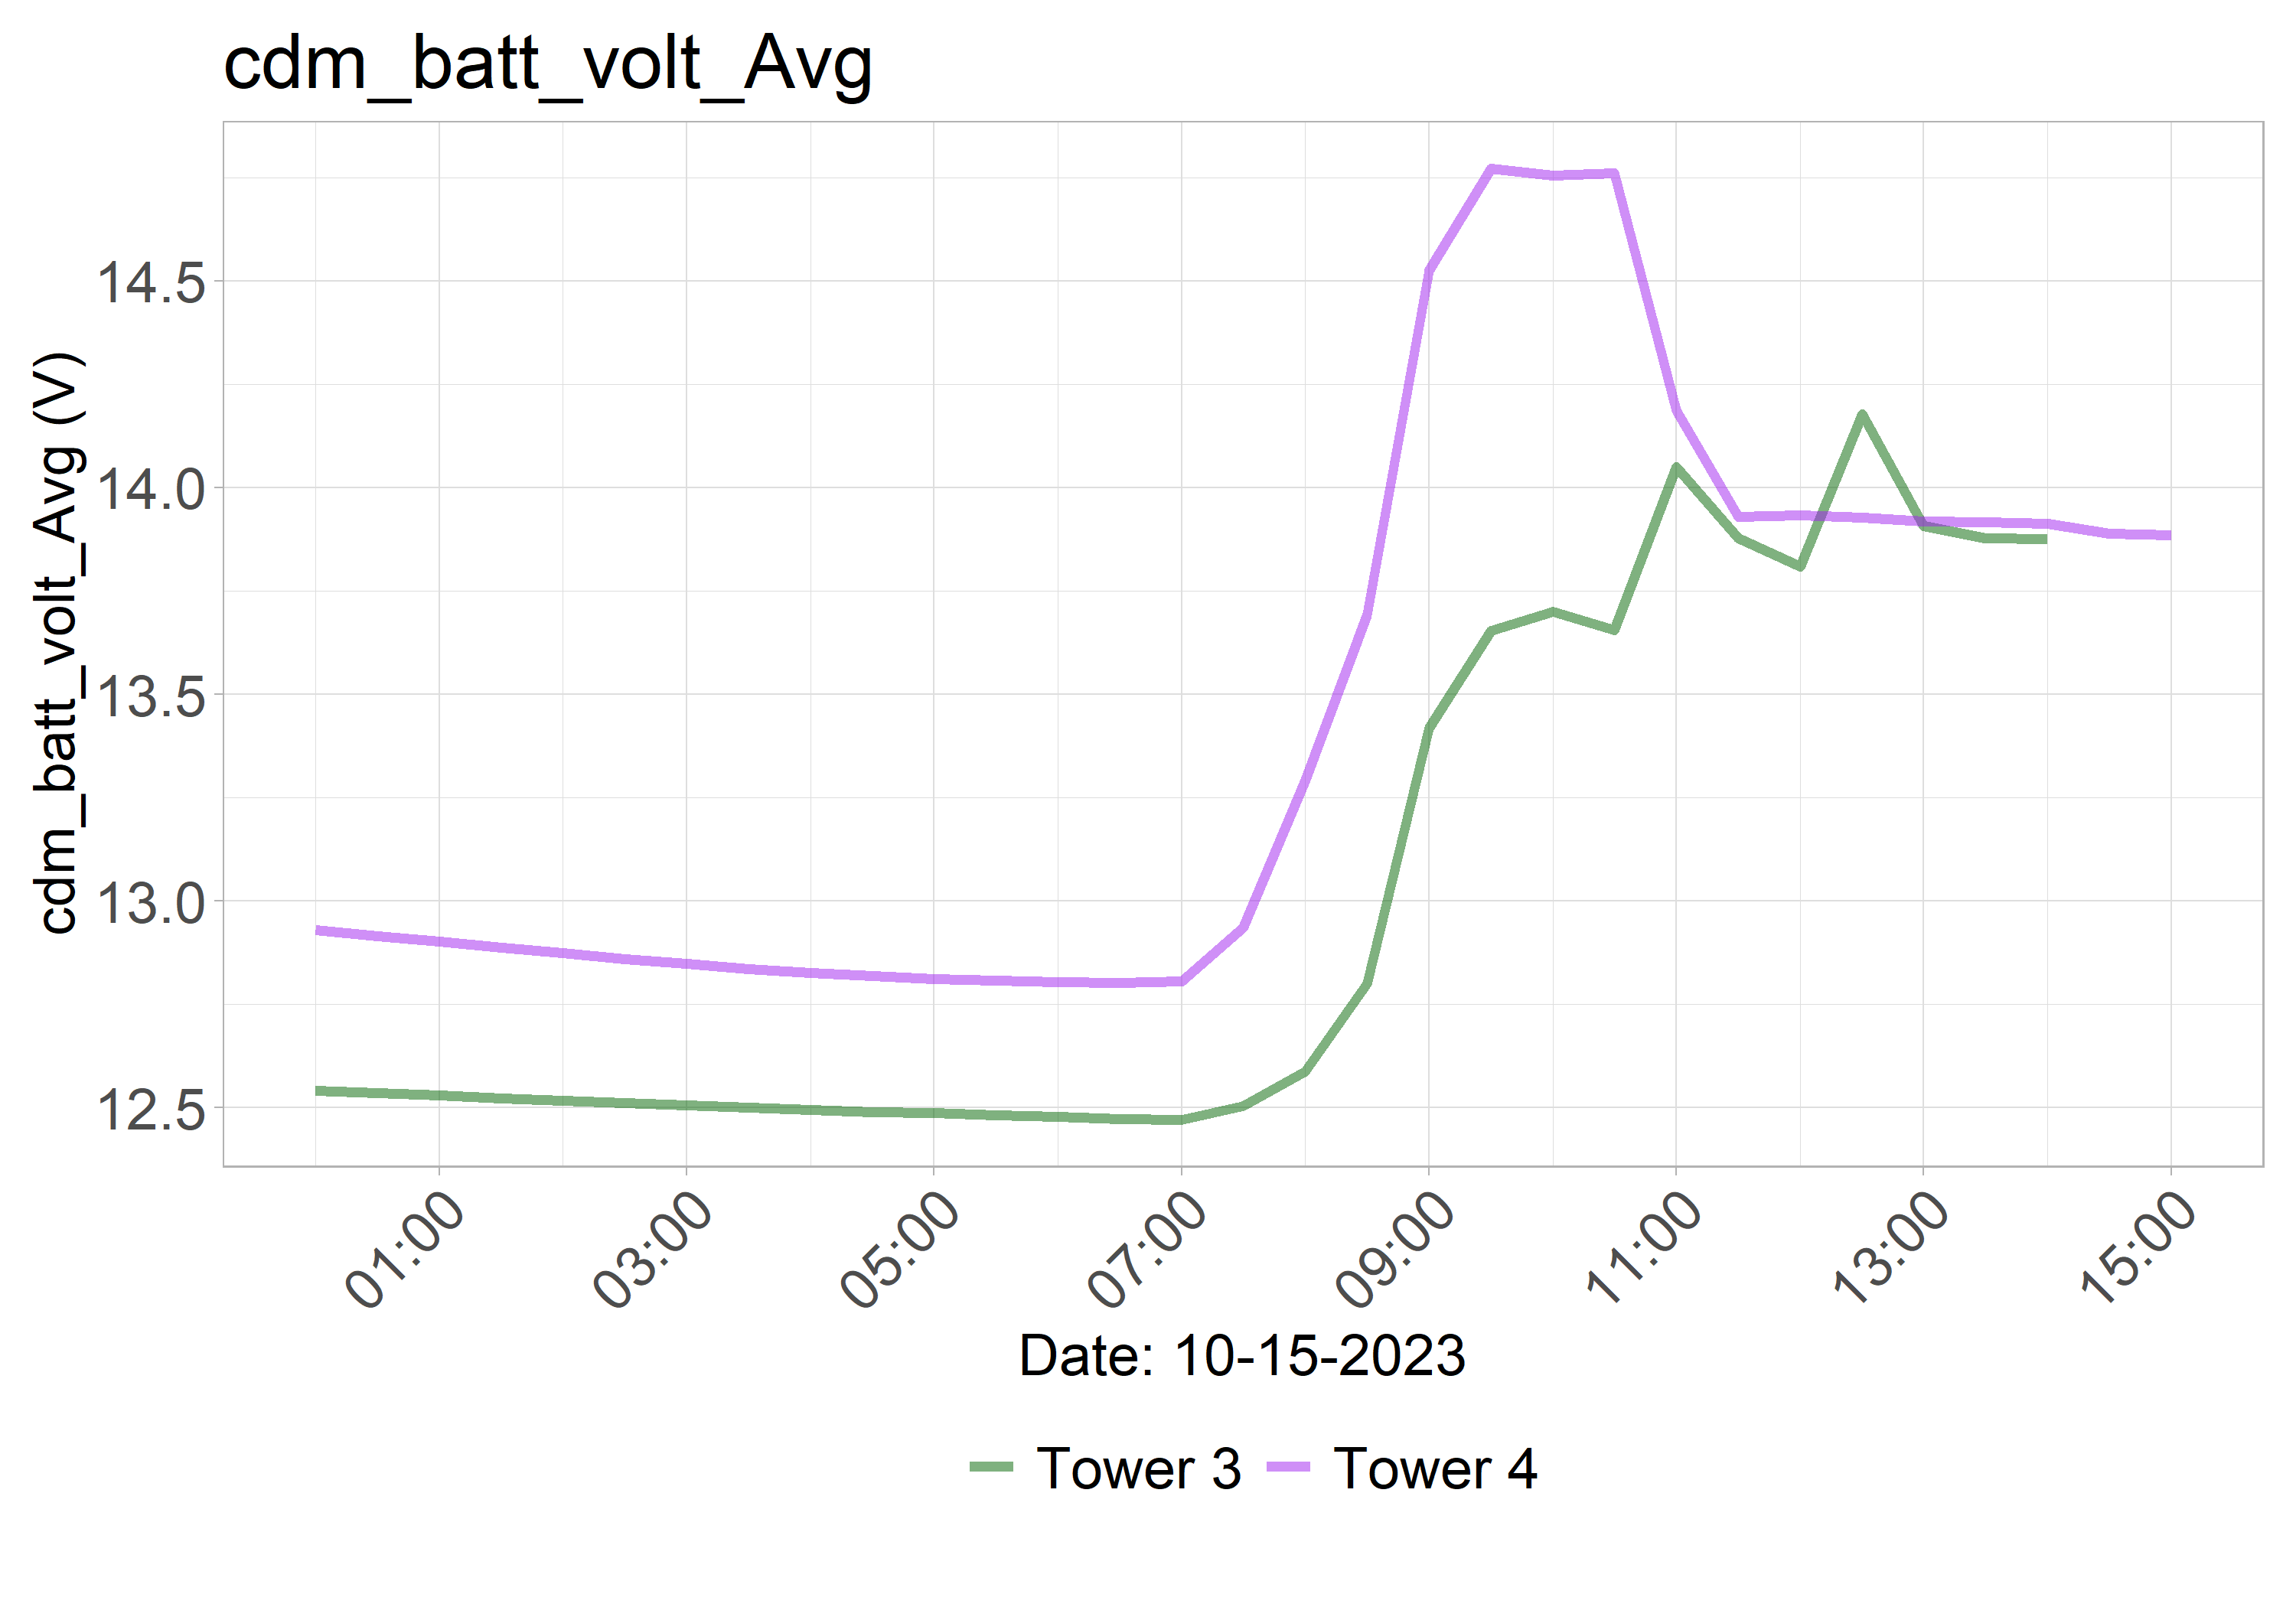 cdm_batt_volt_Avg
cdm_batt_volt_Avg (V)
14.5
14.0
13.5
13.0
12.5
01:00
03:00
05:00
07:00
09:00
11:00
13:00
15:00
Date: 10-15-2023
Tower 3
Tower 4